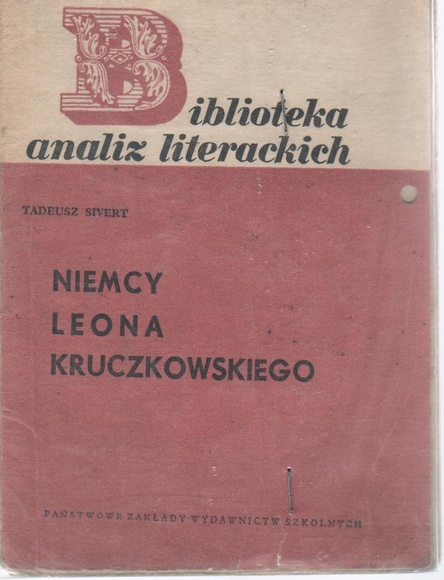 Biblioteka
analiz literackich
TADEUSZ SIVERT
NIEMCY
LEONA
KRUCZKOWSKIEGO
PAŃSTWOWE ZAKŁADY WYDAWNICTW SZKOLNYCH